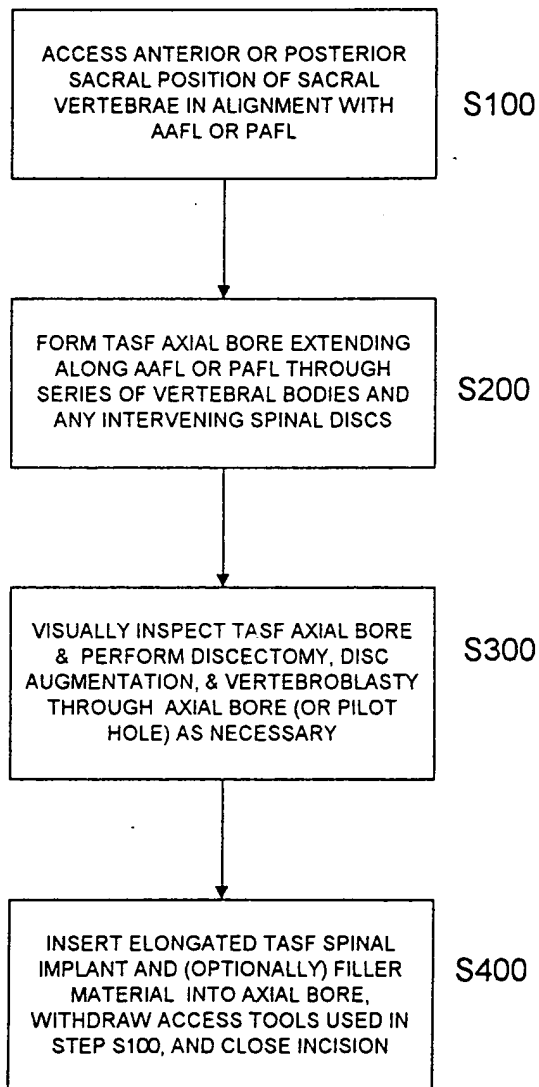 ACCESS ANTERIOR OR POSTERIOR
SACRAL POSITION OF SACRAL
VERTEBRAE IN ALIGNMENT WITH
AAFL OR PAFL
S100
FORM TASF AXIAL BORE EXTENDING
ALONG AAFL OR PAFL THROUGH
SERIES OF VERTEBRAL BODIES AND
ANY INTERVENING SPINAL DISCS
S200
VISUALLY INSPECT TASF AXIAL BORE
& PERFORM DISCECTOMY, DISC
AUGMENTATION, & VERTEBROBLASTY
THROUGH AXIAL BORE (OR PILOT
HOLE) AS NECESSARY
S300
INSERT ELONGATED TASF SPINAL
IMPLANT AND (OPTIONALLY) FILLER
MATERIAL INTO AXIAL BORE,
WITHDRAW ACCESS TOOLS USED IN
STEP S100, AND CLOSE INCISION
S400